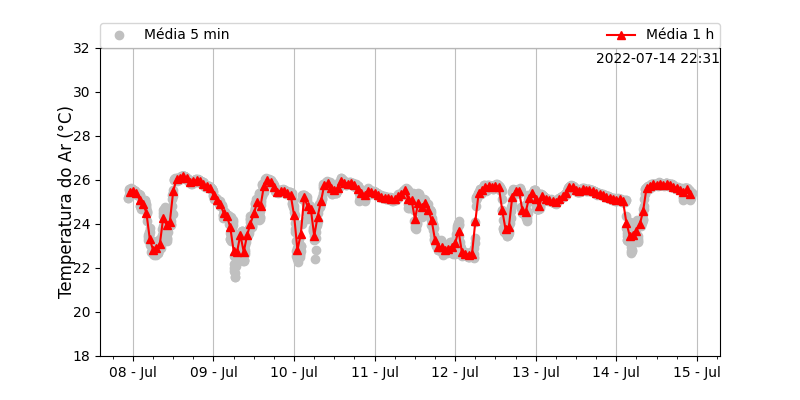 Média 5 min
Média 1 h
2022-07-14 22:31
Temperatura do Ar (°C)
32
30
28
26
24
22
20
18
08 - Jul
09 - Jul
10 - Jul
11 - Jul
12 - Jul
13 - Jul
14 - Jul
15 - Jul